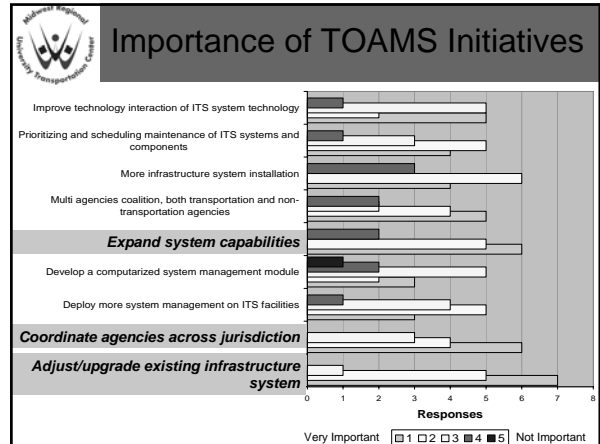 Midwest Regional
University Transportation Center
Importance of TOAMS Initiatives
Improve technology interaction of ITS system technology
Prioritizing and scheduling maintenance of ITS systems and
components
More infrastructure system installation
Multi agencies coalition, both transportation and non-
transportation agencies
Expand system capabilities
Develop a computarized system management module
Deploy more system management on ITS facilities
Coordinate agencies across jurisdiction
Adjust/upgrade existing infrastructure
system
0 1 2 3 4 5 6 7 8
Responses
Very Important 1 2 3 4 5 Not Important